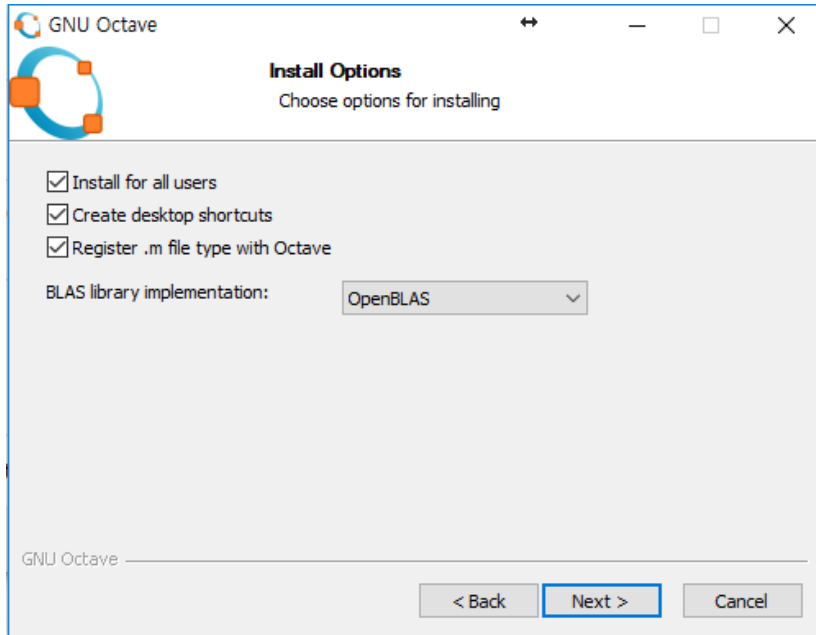 GNU Octave
Install Options
Choose options for installing
Install for all users
Create desktop shortcuts
Register .m file type with Octave
BLAS library implementation: OpenBLAS
GNU Octave
< Back Next > Cancel